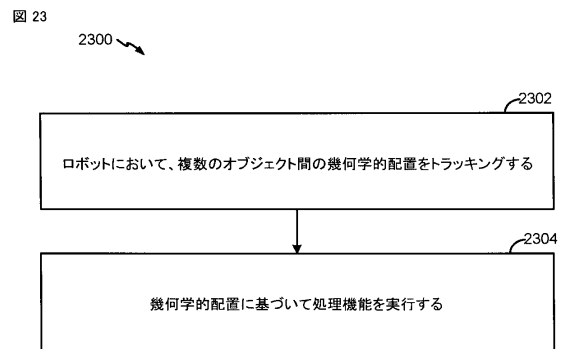 図 23
2300
2302
ロボットにおいて、複数のオブジェクト間の幾何学的配置をトラッキングする
2304
幾何学的配置に基づいて処理機能を実行する